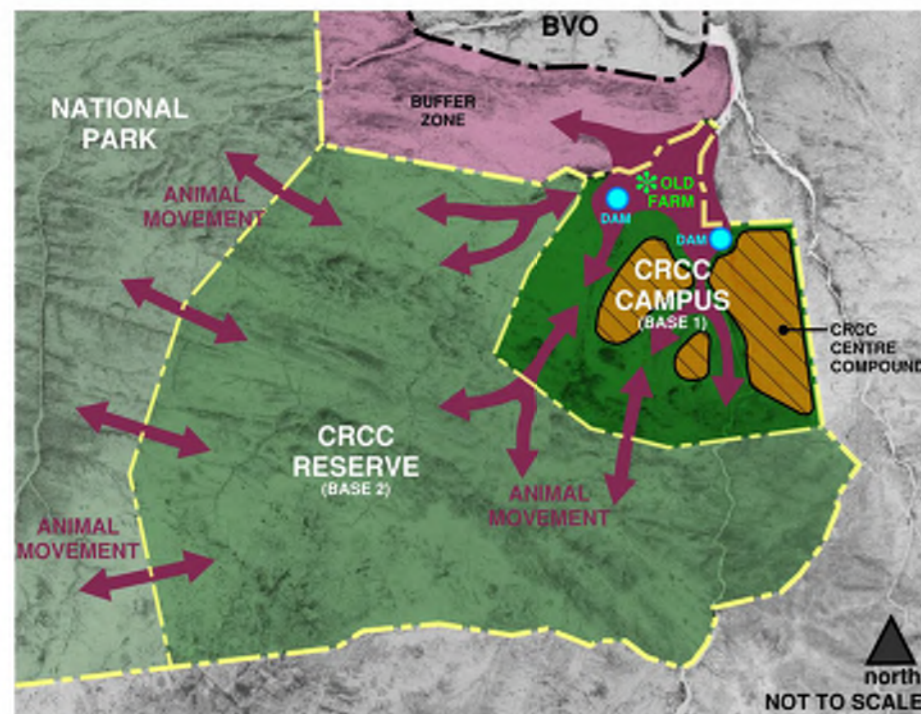 BVO
NATIONAL
PARK
BUFFER
ZONE
ANIMAL
MOVEMENT
OLD
FARM
DAM
DAM
CRCC
CAMPUS
(BASE 1)
CRCC
CENTRE
COMPOUND
CRCC
RESERVE
(BASE 2)
ANIMAL
MOVEMENT
ANIMAL
MOVEMENT
north
NOT TO SCALE